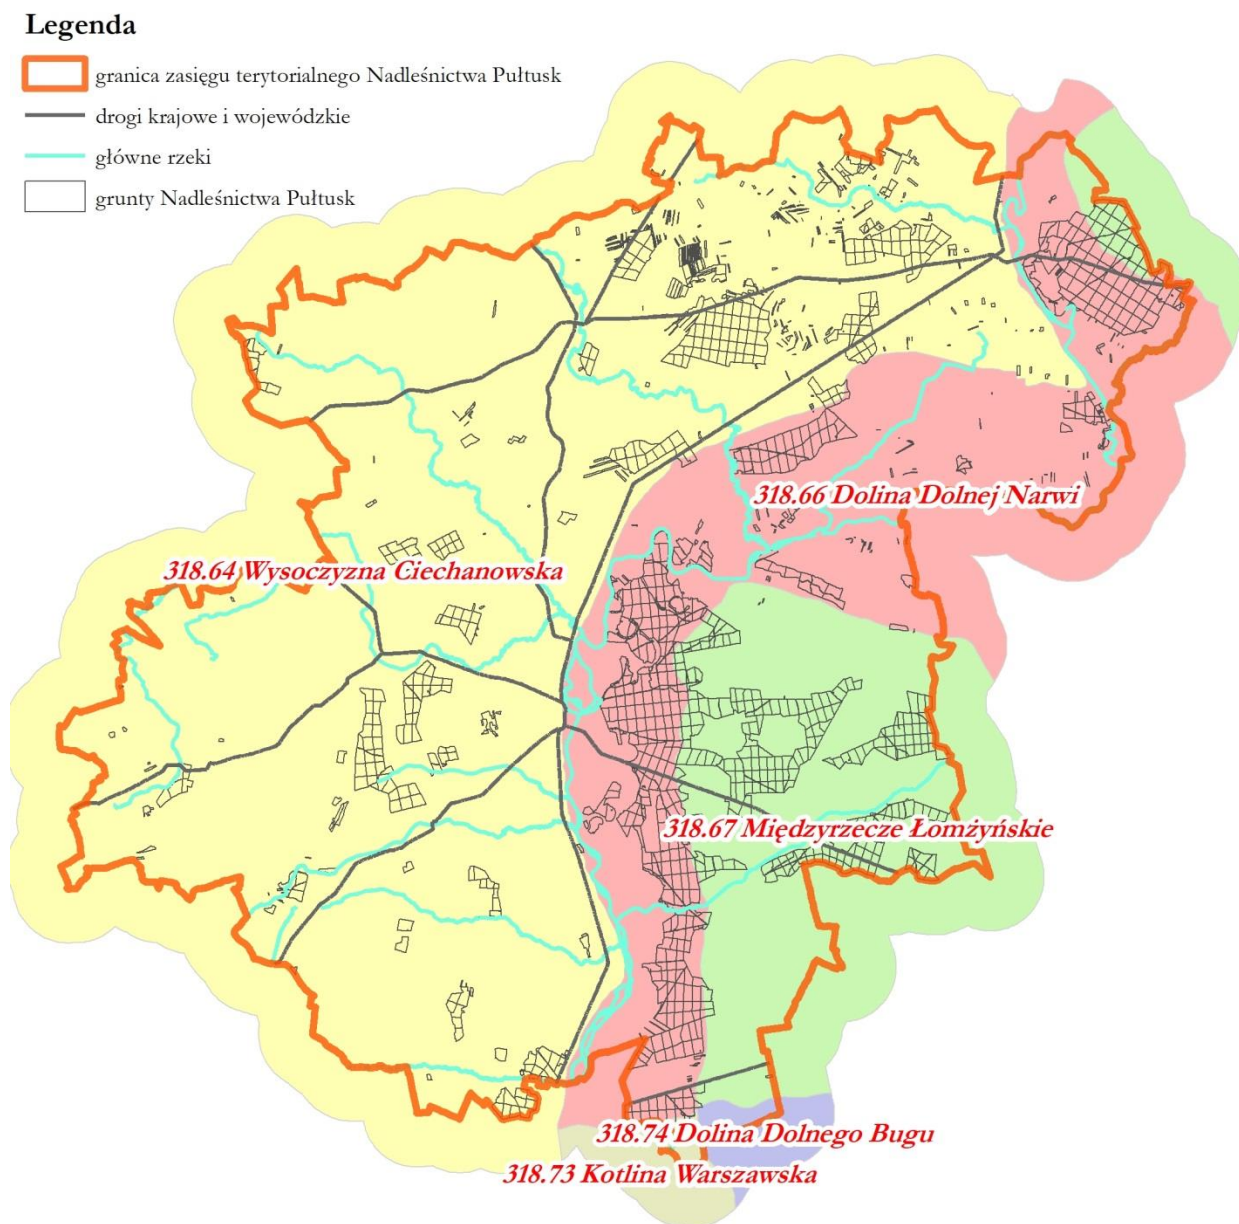 Legenda
granica zasięgu terytorialnego Nadleśnictwa Pułtusk
drogi krajowe i wojewódzkie
główne rzeki
grunty Nadleśnictwa Pułtusk
318.66 Dolina Dolnej Narwi
318.64 Wysoczyzna Ciechanowska
318.67 Międzyrzecze Łomżyńskie
318.74 Dolina Dolnego Bugu
318.73 Kotlina Warszawska